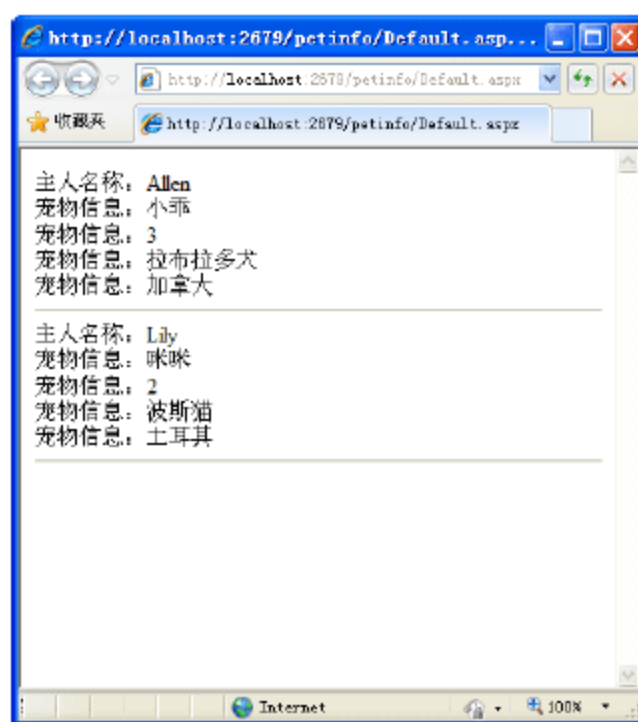 http://localhost:2679/petinfo/Default.asp...
http://localhost:2679/petinfo/Default.aspx
收藏夹
http://localhost:2679/petinfo/Default.aspx
主人名称：Allen
宠物信息：小乖
宠物信息：3
宠物信息：拉布拉多犬
宠物信息：加拿大
主人名称：Lily
宠物信息：咪咪
宠物信息：2
宠物信息：波斯猫
宠物信息：土耳其
Internet
100%